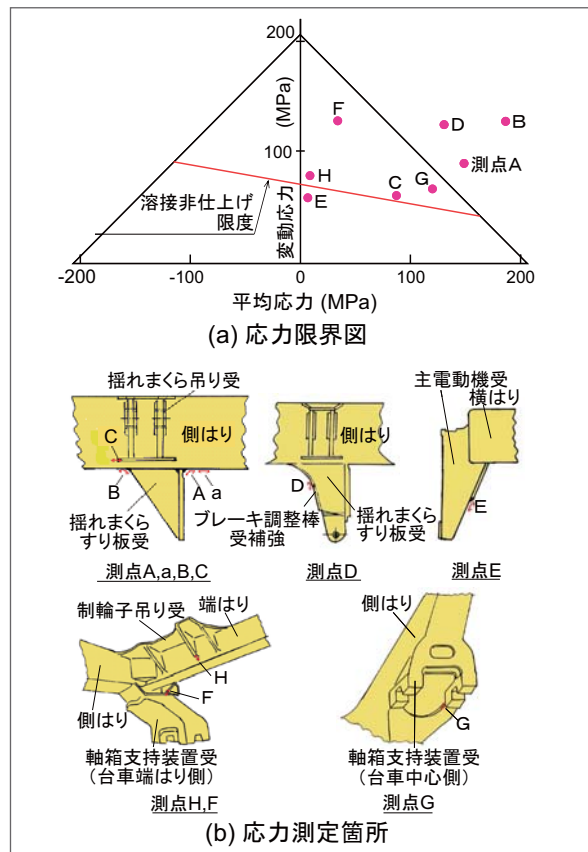 200
(MPa)
変動応力
100
F
D
B
測点A
H
G
C
E
溶接非仕上げ
限度
-200
-100
0
100
200
平均応力 (MPa)
(a) 応力限界図
揺れまくら吊り受
側はり
C
B
A a
揺れまくら
すり板受
測点A,a,B,C
側はり
D
ブレーキ調整棒
受補強
揺れまくら
すり板受
測点D
主電動機受
横はり
E
測点E
制輪子吊り受
端はり
H
F
側はり
軸箱支持装置受
(台車端はり側)
測点H,F
側はり
G
軸箱支持装置受
(台車中心側)
測点G
(b) 応力測定箇所